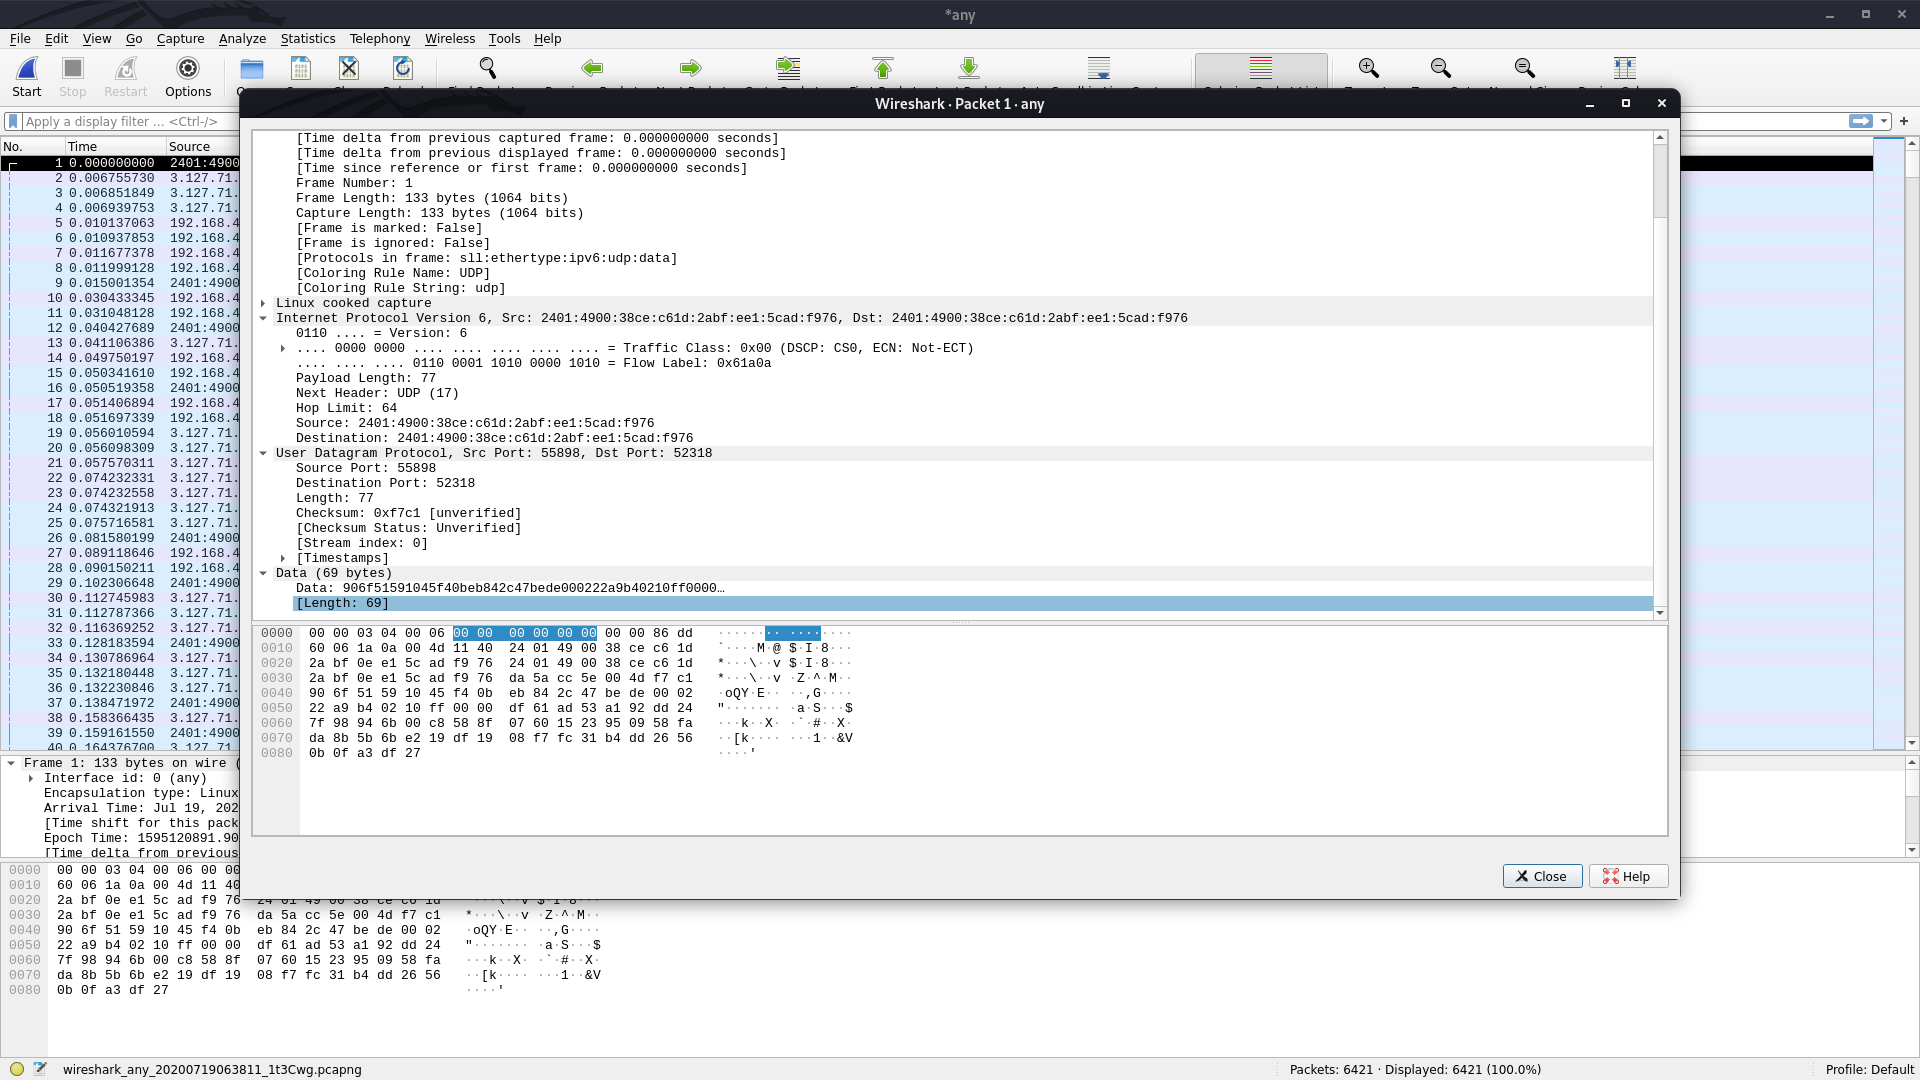 *any
File Edit View Go Capture Analyze Statistics Telephony Wireless Tools Help
Start Stop Restart Options
Apply a display filter ... <Ctrl-/>
No. Time Source
1 0.000000000 2401:4900
2 0.006755730 3.127.71.
3 0.006851849 3.127.71.
4 0.006939753 3.127.71.
5 0.010137063 192.168.4
6 0.010937853 192.168.4
7 0.011677378 192.168.4
8 0.011999128 192.168.4
9 0.015001354 2401:4900
10 0.030433345 192.168.4
11 0.031048128 192.168.4
12 0.040427689 2401:4900
13 0.041106386 3.127.71.
14 0.049750197 192.168.4
15 0.050341610 192.168.4
16 0.050519358 2401:4900
17 0.051406894 192.168.4
18 0.051697339 192.168.4
19 0.056010594 3.127.71.
20 0.056098309 3.127.71.
21 0.057570311 3.127.71.
22 0.074232331 3.127.71.
23 0.074232558 3.127.71.
24 0.074321913 3.127.71.
25 0.075716581 3.127.71.
26 0.081580199 2401:4900
27 0.089118646 192.168.4
28 0.090150211 192.168.4
29 0.102306648 2401:4900
30 0.112745983 3.127.71.
31 0.112787366 3.127.71.
32 0.116369252 3.127.71.
33 0.128183594 2401:4900
34 0.130786964 3.127.71.
35 0.132180448 3.127.71.
36 0.132230846 3.127.71.
37 0.138471972 2401:4900
38 0.158366435 3.127.71.
39 0.159161550 2401:4900
40 0.164376700 3.127.71.
Wireshark · Packet 1 · any
[Time delta from previous captured frame: 0.000000000 seconds]
[Time delta from previous displayed frame: 0.000000000 seconds]
[Time since reference or first frame: 0.000000000 seconds]
Frame Number: 1
Frame Length: 133 bytes (1064 bits)
Capture Length: 133 bytes (1064 bits)
[Frame is marked: False]
[Frame is ignored: False]
[Protocols in frame: sll:ethertype:ipv6:udp:data]
[Coloring Rule Name: UDP]
[Coloring Rule String: udp]
Linux cooked capture
Internet Protocol Version 6, Src: 2401:4900:38ce:c61d:2abf:ee1:5cad:f976, Dst: 2401:4900:38ce:c61d:2abf:ee1:5cad:f976
0110 .... = Version: 6
.... 0000 0000 .... .... .... .... .... = Traffic Class: 0x00 (DSCP: CS0, ECN: Not-ECT)
.... .... .... 0110 0001 1010 0000 1010 = Flow Label: 0x61a0a
Payload Length: 77
Next Header: UDP (17)
Hop Limit: 64
Source: 2401:4900:38ce:c61d:2abf:ee1:5cad:f976
Destination: 2401:4900:38ce:c61d:2abf:ee1:5cad:f976
User Datagram Protocol, Src Port: 55898, Dst Port: 52318
Source Port: 55898
Destination Port: 52318
Length: 77
Checksum: 0xf7c1 [unverified]
[Checksum Status: Unverified]
[Stream index: 0]
[Timestamps]
Data (69 bytes)
Data: 906f51591045f40beb842c47bede000222a9b40210ff0000…
[Length: 69]
0000 00 00 03 04 00 06 00 00 00 00 00 00 00 00 86 dd ······ ·· ········
0010 60 06 1a 0a 00 4d 11 40 24 01 49 00 38 ce c6 1d `····M·@ $·I·8···
0020 2a bf 0e e1 5c ad f9 76 24 01 49 00 38 ce c6 1d *···\··v $·I·8···
0030 2a bf 0e e1 5c ad f9 76 da 5a cc 5e 00 4d f7 c1 *···\··v ·Z·^·M··
0040 90 6f 51 59 10 45 f4 0b eb 84 2c 47 be de 00 02 ·oQY·E·· ··,G····
0050 22 a9 b4 02 10 ff 00 00 df 61 ad 53 a1 92 dd 24 "······· ·a·S···$
0060 7f 98 94 6b 00 c8 58 8f 07 60 15 23 95 09 58 fa ···k··X· ·`·#··X·
0070 da 8b 5b 6b e2 19 df 19 08 f7 fc 31 b4 dd 26 56 ··[k···· ···1··&V
0080 0b 0f a3 df 27 ····'
Close Help
Frame 1: 133 bytes on wire (
Interface id: 0 (any)
Encapsulation type: Linux
Arrival Time: Jul 19, 202
[Time shift for this pack
Epoch Time: 1595120891.90
[Time delta from previous
0000 00 00 03 04 00 06 00 00
0010 60 06 1a 0a 00 4d 11 40
0020 2a bf 0e e1 5c ad f9 76 24 01 49 00 38 ce c6 1d *···\··v $·I·8···
0030 2a bf 0e e1 5c ad f9 76 da 5a cc 5e 00 4d f7 c1 *···\··v ·Z·^·M··
0040 90 6f 51 59 10 45 f4 0b eb 84 2c 47 be de 00 02 ·oQY·E·· ··,G····
0050 22 a9 b4 02 10 ff 00 00 df 61 ad 53 a1 92 dd 24 "······· ·a·S···$
0060 7f 98 94 6b 00 c8 58 8f 07 60 15 23 95 09 58 fa ···k··X· ·`·#··X·
0070 da 8b 5b 6b e2 19 df 19 08 f7 fc 31 b4 dd 26 56 ··[k···· ···1··&V
0080 0b 0f a3 df 27 ····'
wireshark_any_20200719063811_1t3Cwg.pcapng Packets: 6421 · Displayed: 6421 (100.0%) Profile: Default